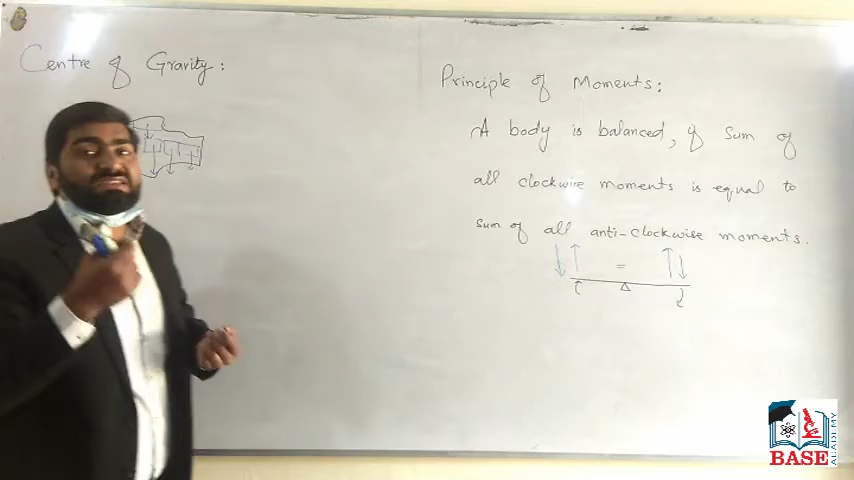 Centre of Gravity :
Principle of Moments :
A body is balanced, if sum of
all clockwise moments is equal to
sum of all anti-clockwise moments.
=
BASE
ACADEMY